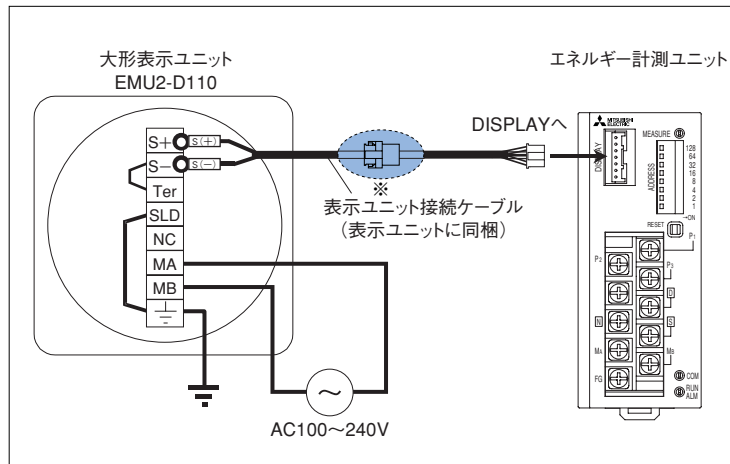 大形表示ユニット
EMU2-D110
S+
S(+)
S−
S(−)
Ter
SLD
NC
MA
MB
AC100〜240V
※
表示ユニット接続ケーブル
(表示ユニットに同梱)
DISPLAYへ
エネルギー計測ユニット
MITSUBISHI
ELECTRIC
MEASURE
DISPLAY
ADDRESS
128
64
32
16
8
4
2
1
→ON
RESET
P1
P2
P3
D
N
S
MA
MB
FG
COM
RUN
ALM